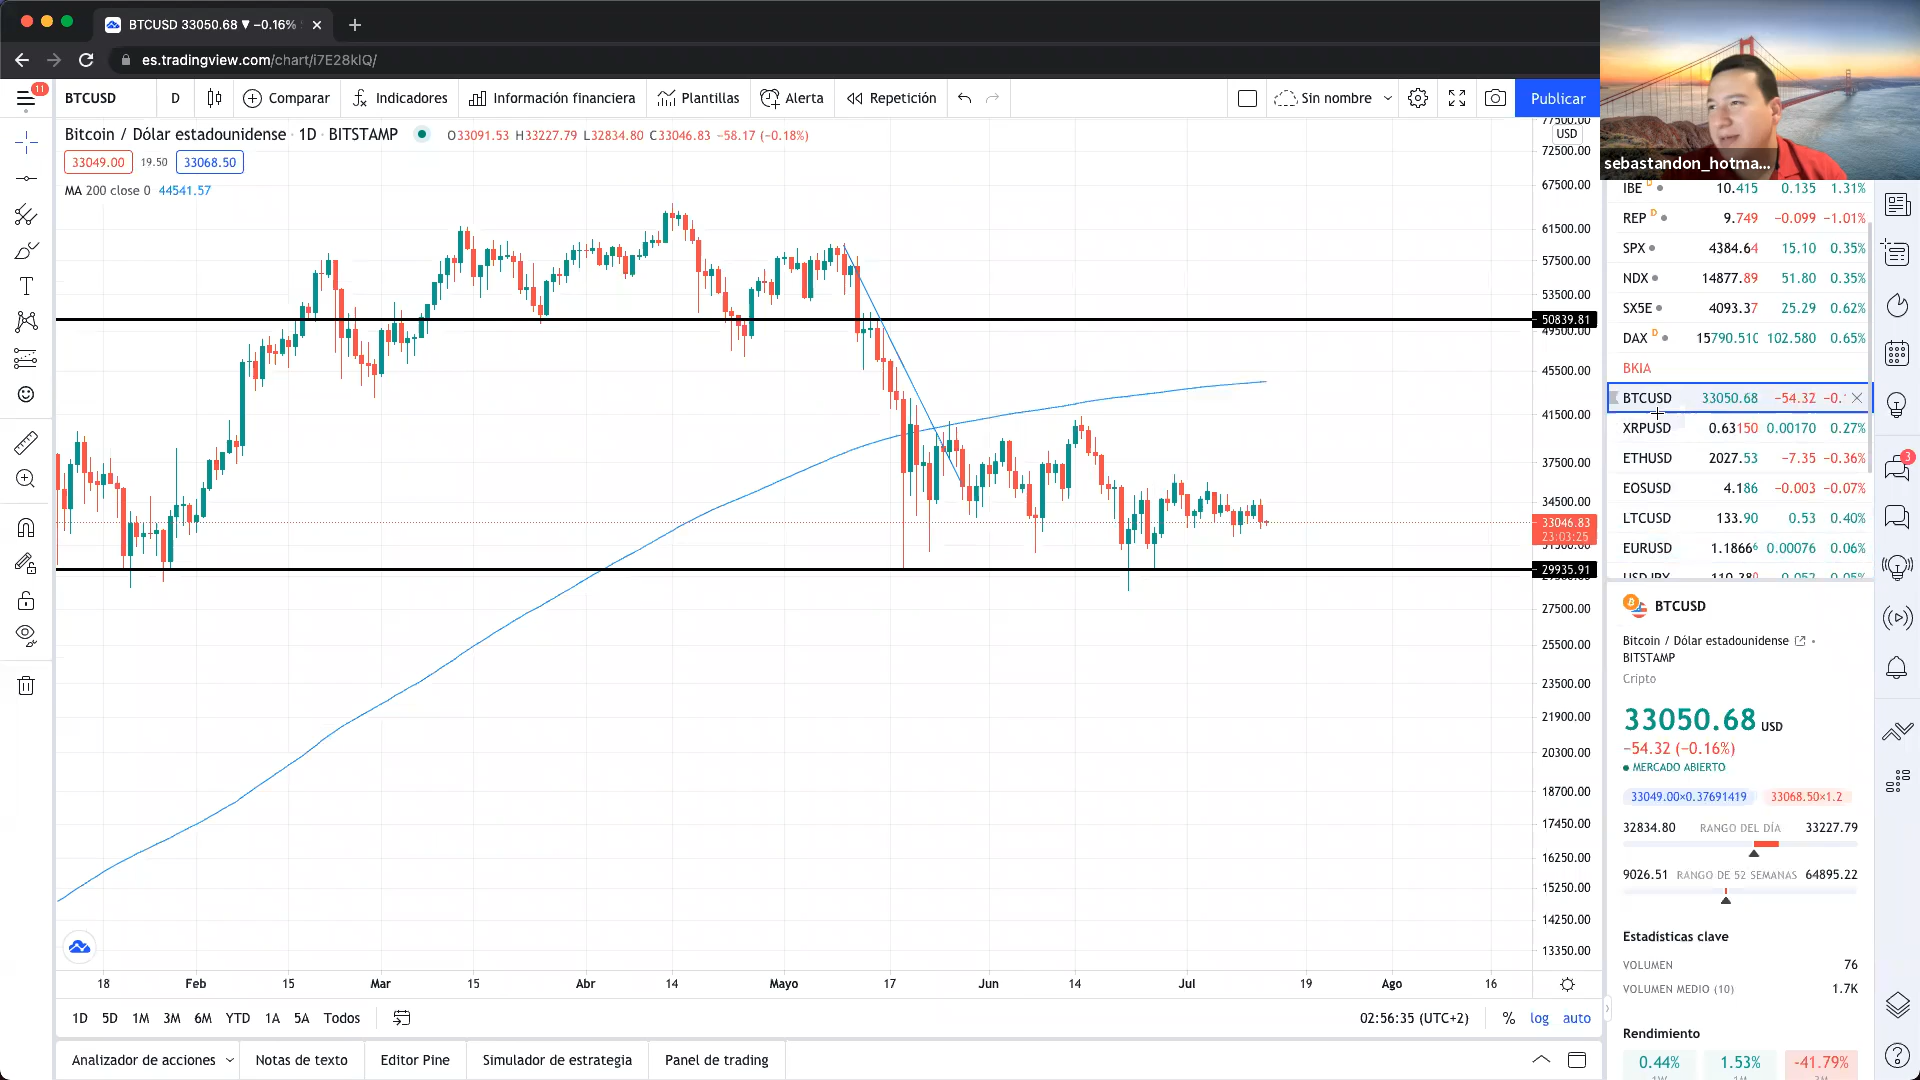 BTCUSD 33050.68 ▼ −0.16%
es.tradingview.com/chart/i7E28kIQ/
11
BTCUSD
D
Comparar
Indicadores
Información financiera
Plantillas
Alerta
Repetición
Sin nombre
Publicar
Bitcoin / Dólar estadounidense · 1D · BITSTAMP
O33091.53 H33227.79 L32834.80 C33046.83 −58.17 (−0.18%)
33049.00 19.50 33068.50
MA 200 close 0 44541.57
77500.00
USD
72500.00
67500.00
61500.00
57500.00
53500.00
50839.81
49500.00
45500.00
41500.00
37500.00
34500.00
33046.83
23:03:25
31500.00
29935.91
27500.00
25500.00
23500.00
21900.00
20300.00
18700.00
17450.00
16250.00
15250.00
14250.00
13350.00
18 Feb 15 Mar 15 Abr 14 Mayo 17 Jun 14 Jul 19 Ago 16
1D 5D 1M 3M 6M YTD 1A 5A Todos
02:56:35 (UTC+2) % log auto
Analizador de acciones
Notas de texto
Editor Pine
Simulador de estrategia
Panel de trading
sebastandon_hotma...
IBE D 10.415 0.135 1.31%
REP D 9.749 −0.099 −1.01%
SPX 4384.64 15.10 0.35%
NDX 14877.89 51.80 0.35%
SX5E 4093.37 25.29 0.62%
DAX D 15790.510 102.580 0.65%
BKIA
BTCUSD 33050.68 −54.32 −0.
XRPUSD 0.63150 0.00170 0.27%
ETHUSD 2027.53 −7.35 −0.36%
EOSUSD 4.186 −0.003 −0.07%
LTCUSD 133.90 0.53 0.40%
EURUSD 1.18666 0.00076 0.06%
3
BTCUSD
Bitcoin / Dólar estadounidense
BITSTAMP
Cripto
33050.68 USD
−54.32 (−0.16%)
MERCADO ABIERTO
33049.00×0.37691419 33068.50×1.2
32834.80 RANGO DEL DÍA 33227.79
9026.51 RANGO DE 52 SEMANAS 64895.22
Estadísticas clave
VOLUMEN 76
VOLUMEN MEDIO (10) 1.7K
Rendimiento
0.44% 1.53% -41.79%